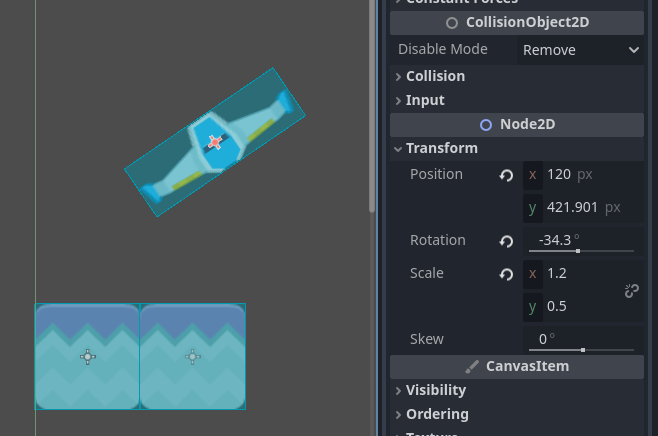 Constant Forces
CollisionObject2D
Disable Mode Remove
Collision
Input
Node2D
Transform
Position x 120 px
y 421.901 px
Rotation -34.3 °
Scale x 1.2
y 0.5
Skew 0 °
CanvasItem
Visibility
Ordering
Texture